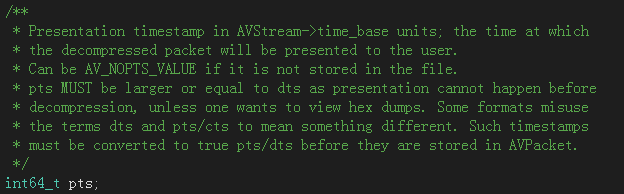 /**
* Presentation timestamp in AVStream->time_base units; the time at which
* the decompressed packet will be presented to the user.
* Can be AV_NOPTS_VALUE if it is not stored in the file.
* pts MUST be larger or equal to dts as presentation cannot happen before
* decompression, unless one wants to view hex dumps. Some formats misuse
* the terms dts and pts/cts to mean something different. Such timestamps
* must be converted to true pts/dts before they are stored in AVPacket.
*/
int64_t pts;